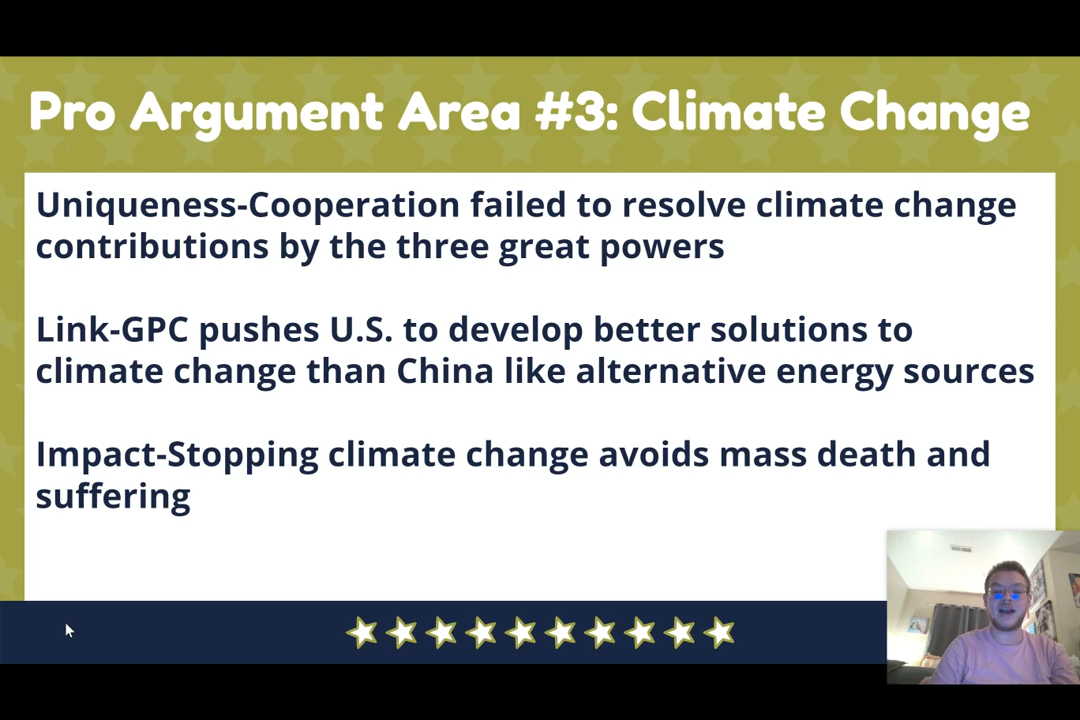 Pro Argument Area #3: Climate Change
Uniqueness-Cooperation failed to resolve climate change
contributions by the three great powers
Link-GPC pushes U.S. to develop better solutions to
climate change than China like alternative energy sources
Impact-Stopping climate change avoids mass death and
suffering